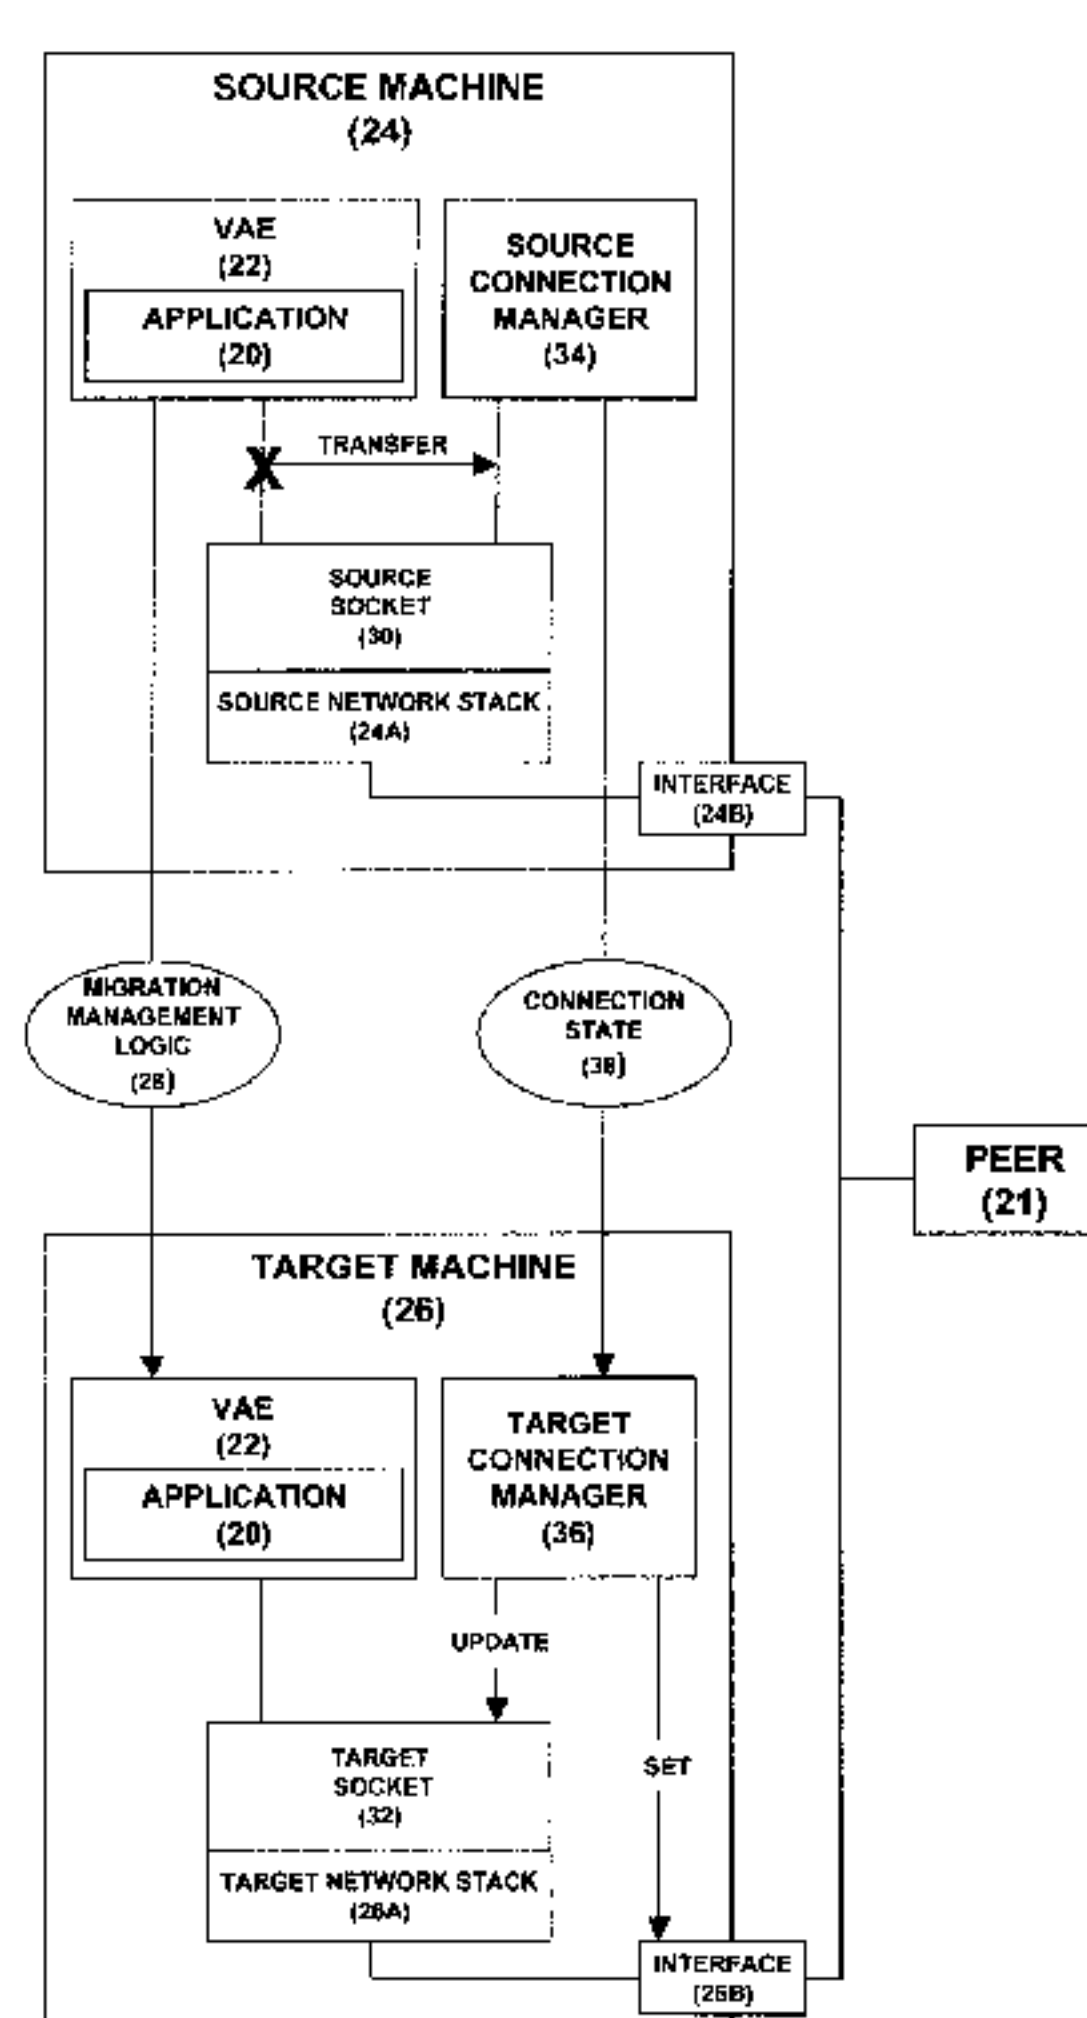 SOURCE MACHINE
(24)
VAE
(22)
APPLICATION
(20)
SOURCE
CONNECTION
MANAGER
(34)
TRANSFER
SOURCE
SOCKET
(30)
SOURCE NETWORK STACK
(24A)
INTERFACE
(24B)
MIGRATION
MANAGEMENT
LOGIC
(28)
CONNECTION
STATE
(38)
PEER
(21)
TARGET MACHINE
(26)
VAE
(22)
APPLICATION
(20)
TARGET
CONNECTION
MANAGER
(36)
UPDATE
SET
TARGET
SOCKET
(32)
TARGET NETWORK STACK
(26A)
INTERFACE
(26B)